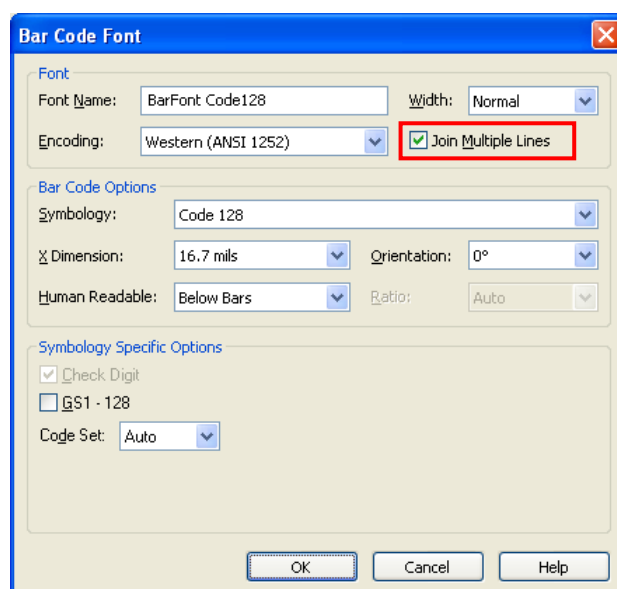 Bar Code Font
Font
Font Name: BarFont Code128 Width: Normal
Encoding: Western (ANSI 1252) Join Multiple Lines
Bar Code Options
Symbology: Code 128
X Dimension: 16.7 mils Orientation: 0°
Human Readable: Below Bars Ratio: Auto
Symbology Specific Options
Check Digit
GS1 - 128
Code Set: Auto
OK Cancel Help